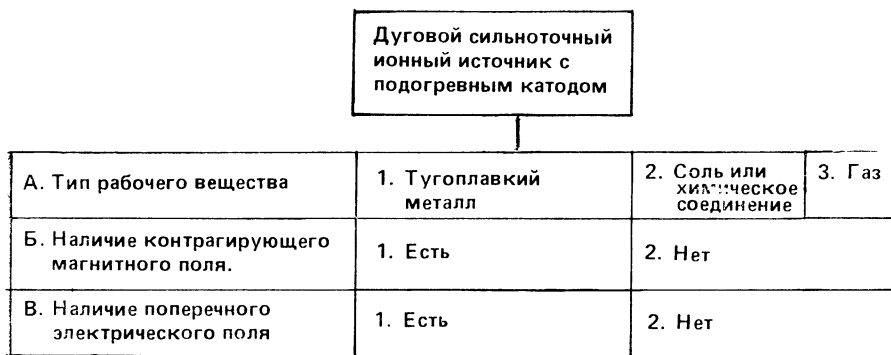 Дуговой сильноточный
ионный источник с
подогревным катодом
А. Тип рабочего вещества
1. Тугоплавкий
металл
2. Соль или
химическое
соединение
3. Газ
Б. Наличие контрагирующего
магнитного поля.
1. Есть
2. Нет
В. Наличие поперечного
электрического поля
1. Есть
2. Нет